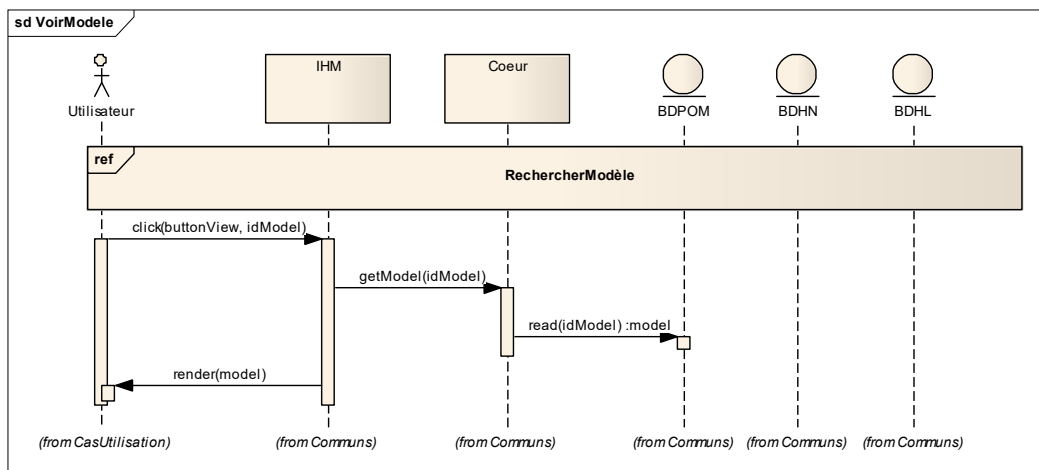 sd VoirModele
Utilisateur
IHM
Coeur
BDPOM
BDHN
BDHL
ref
RechercherModèle
click(buttonView, idModel)
getModel(idModel)
read(idModel) :model
render(model)
(from CasUtilisation)
(from Communs)
(from Communs)
(from Communs)
(from Communs)
(from Communs)